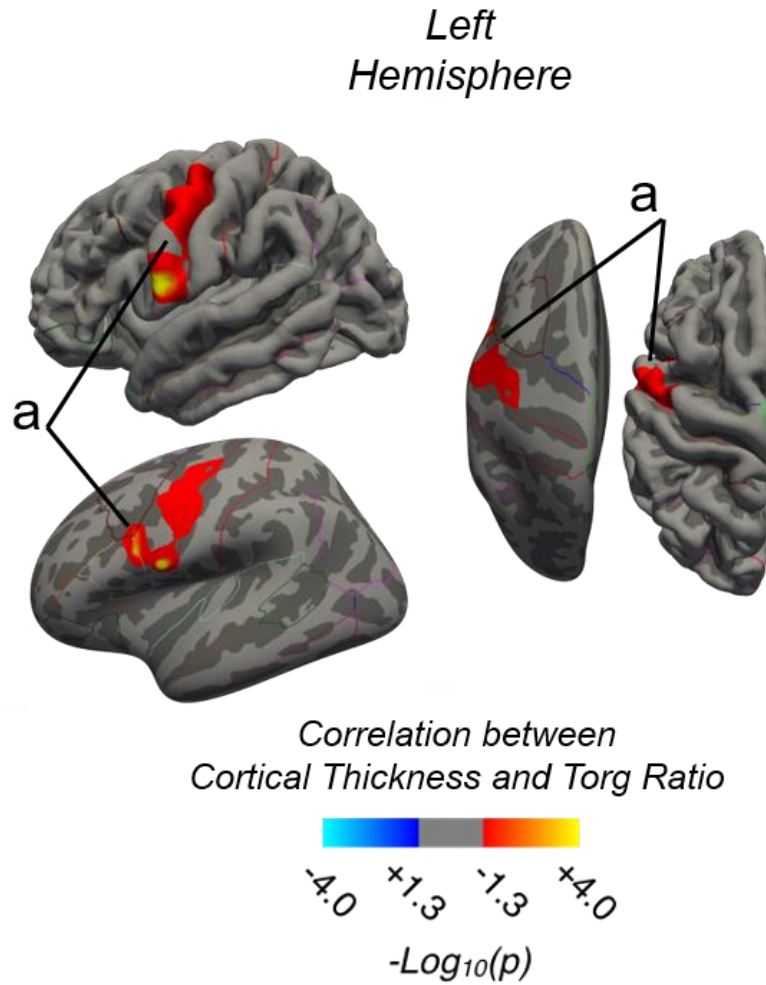 Left
Hemisphere
a
a
Correlation between
Cortical Thickness and Torg Ratio
-4.0
+1.3
-1.3
+4.0
-Log10(p)